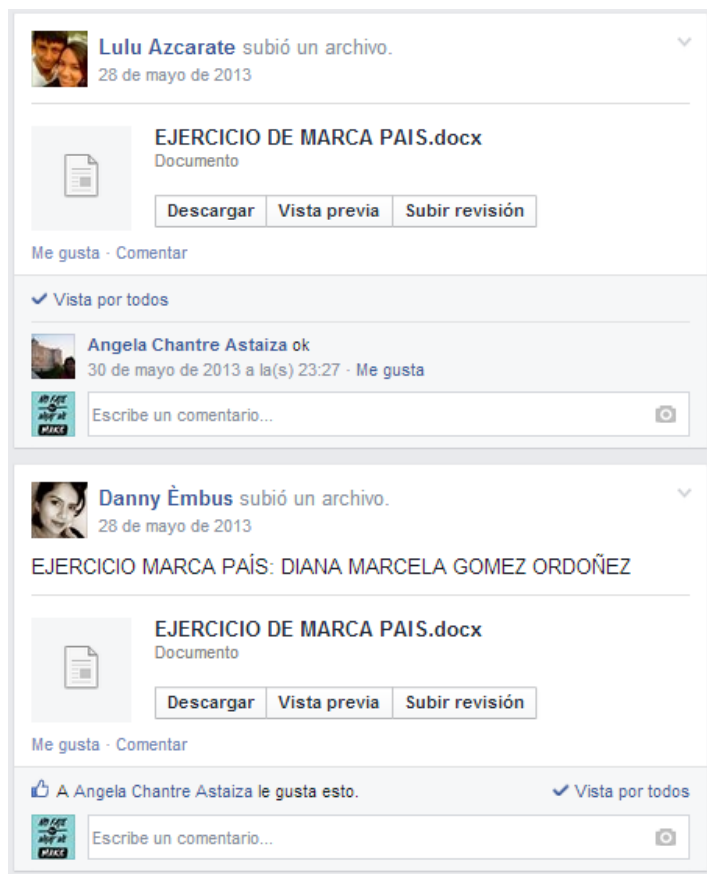 Lulu Azcarate subió un archivo.
28 de mayo de 2013
EJERCICIO DE MARCA PAIS.docx
Documento
Descargar Vista previa Subir revisión
Me gusta · Comentar
Vista por todos
Angela Chantre Astaiza ok
30 de mayo de 2013 a la(s) 23:27 · Me gusta
Escribe un comentario...
Danny Èmbus subió un archivo.
28 de mayo de 2013
EJERCICIO MARCA PAÍS: DIANA MARCELA GOMEZ ORDOÑEZ
EJERCICIO DE MARCA PAIS.docx
Documento
Descargar Vista previa Subir revisión
Me gusta · Comentar
A Angela Chantre Astaiza le gusta esto. Vista por todos
Escribe un comentario...